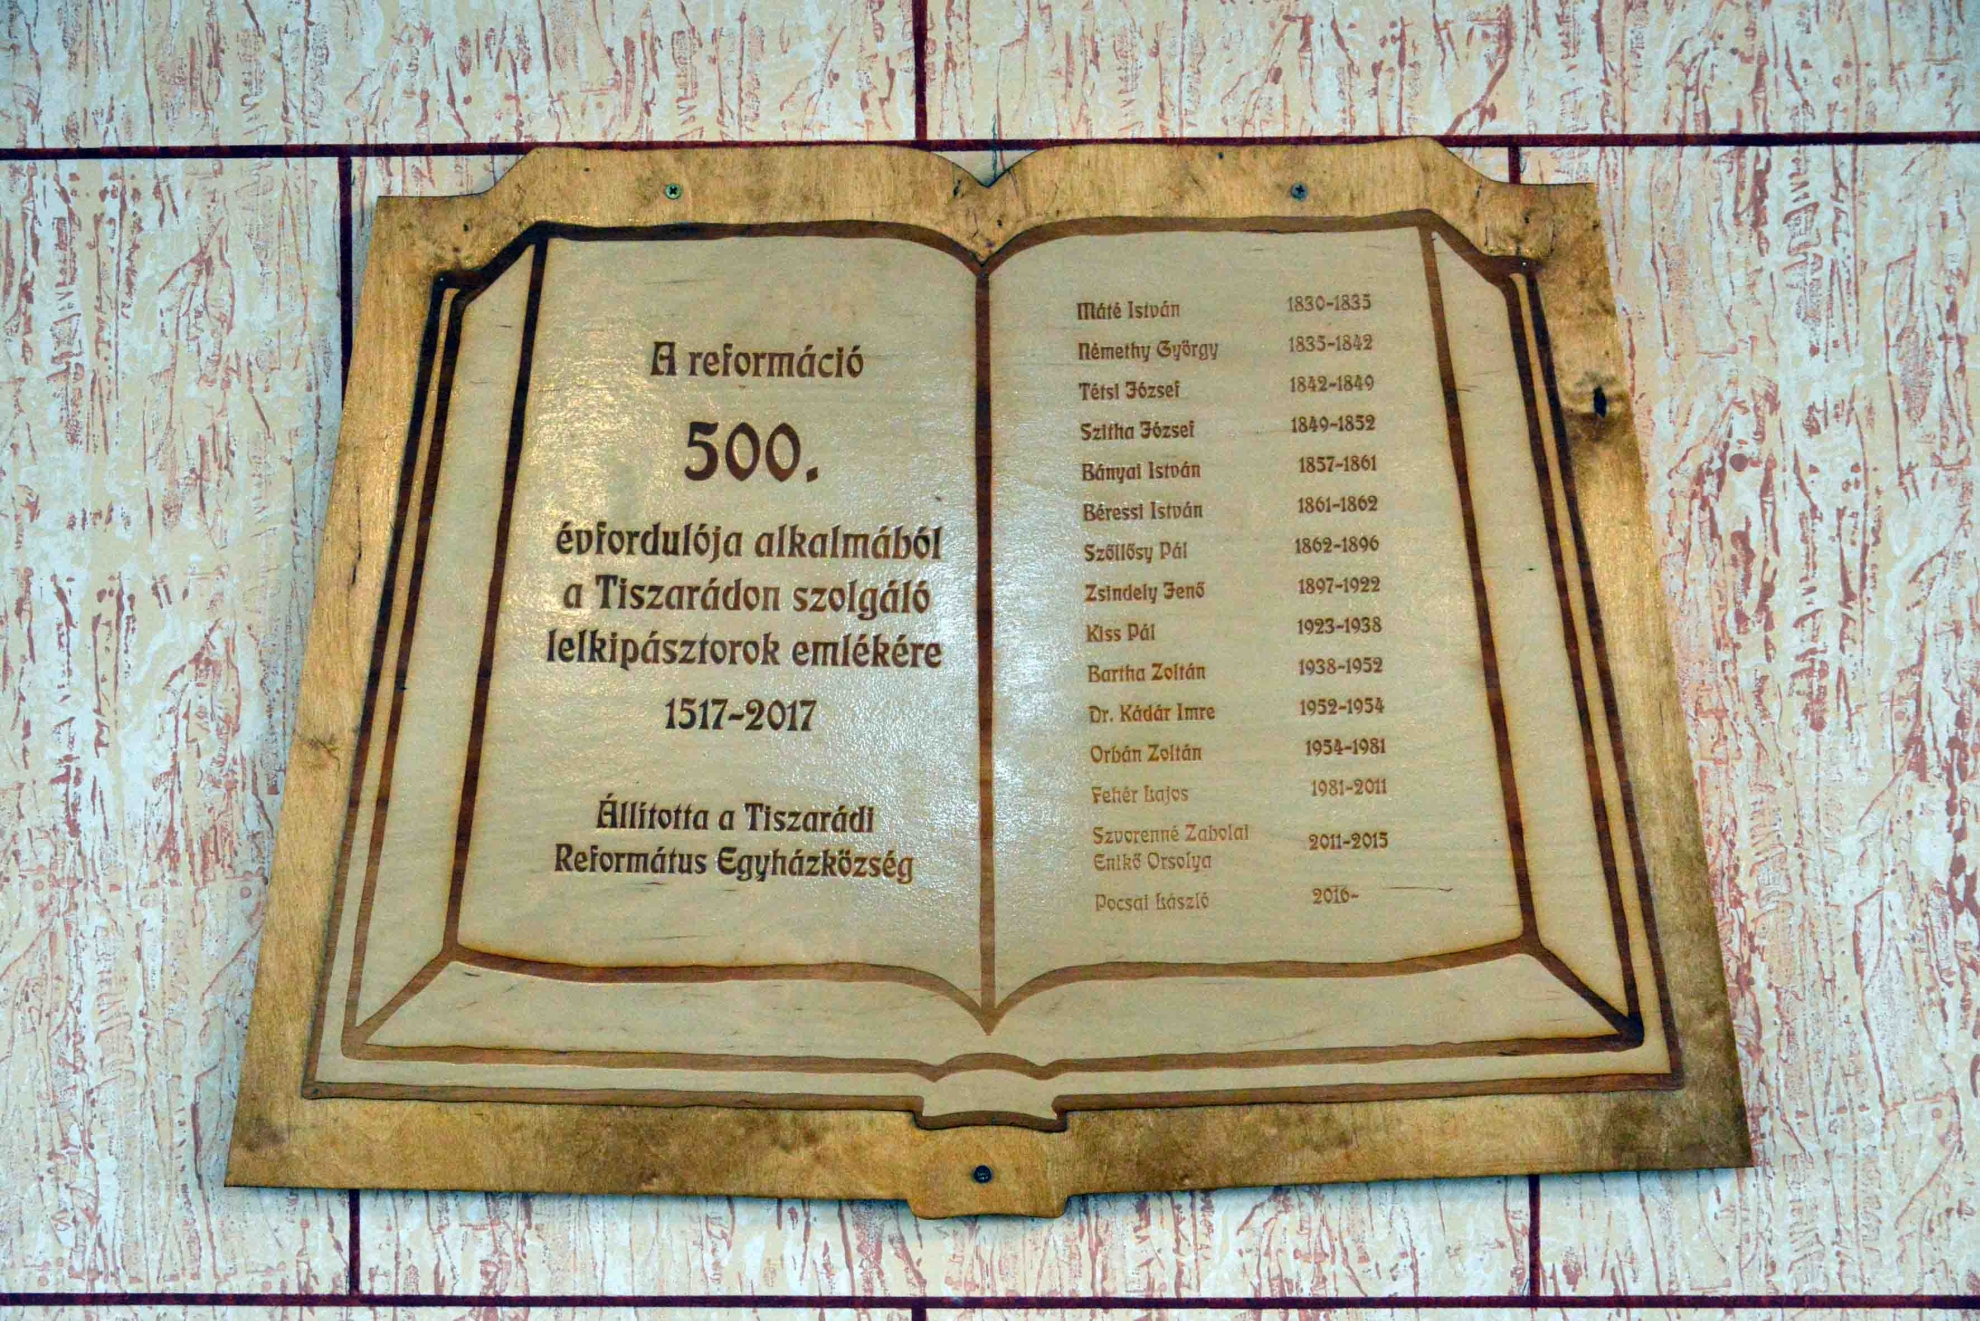 A reformáció
500.
évfordulója alkalmából
a Tiszarádon szolgáló
lelkipásztorok emlékére
1517-2017
Állította a Tiszarádi
Református Egyházközség
Máté István 1830-1835
Némethy György 1835-1842
Tétsi József 1842-1849
Szitha József 1849-1852
Bányai István 1857-1861
Béressi István 1861-1862
Szőllősy Pál 1862-1896
Zsindely Jenő 1897-1922
Kiss Pál 1923-1938
Bartha Zoltán 1938-1952
Dr. Kádár Imre 1952-1954
Orbán Zoltán 1954-1981
Fehér Lajos 1981-2011
Szvorenné Zabolai
Enikő Orsolya 2011-2015
Pocsai László 2016-